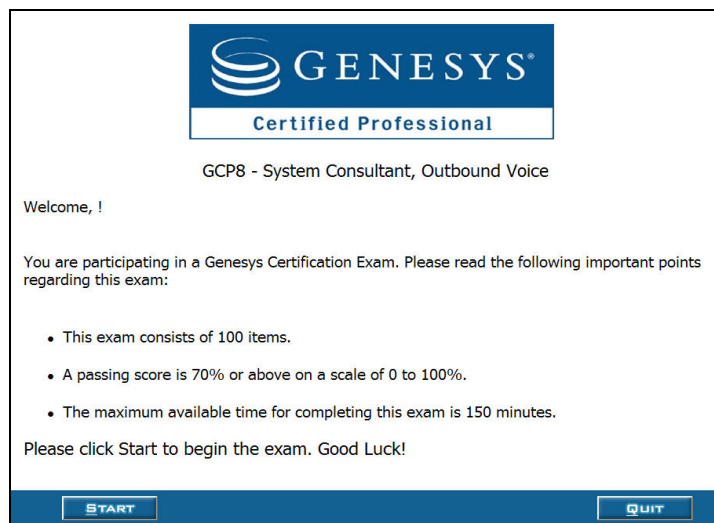 GENESYS®
Certified Professional
GCP8 - System Consultant, Outbound Voice
Welcome, !
You are participating in a Genesys Certification Exam. Please read the following important points
regarding this exam:
• This exam consists of 100 items.
• A passing score is 70% or above on a scale of 0 to 100%.
• The maximum available time for completing this exam is 150 minutes.
Please click Start to begin the exam. Good Luck!
START QUIT